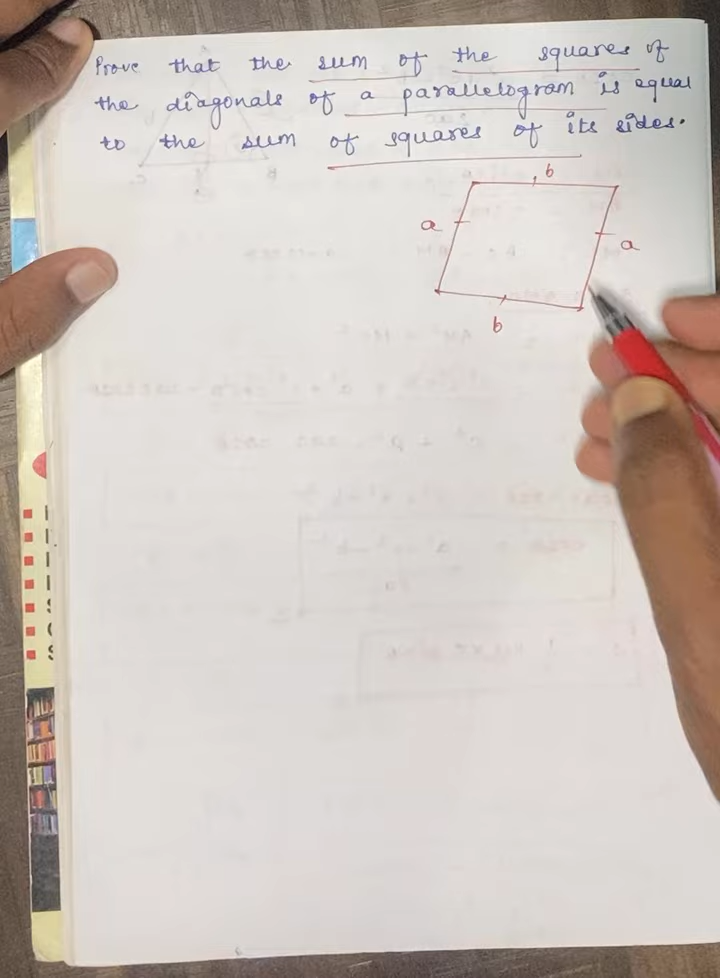 Prove that the sum of the squares of
the diagonals of a parallelogram is equal
to the sum of squares of its sides.
b
a
a
b